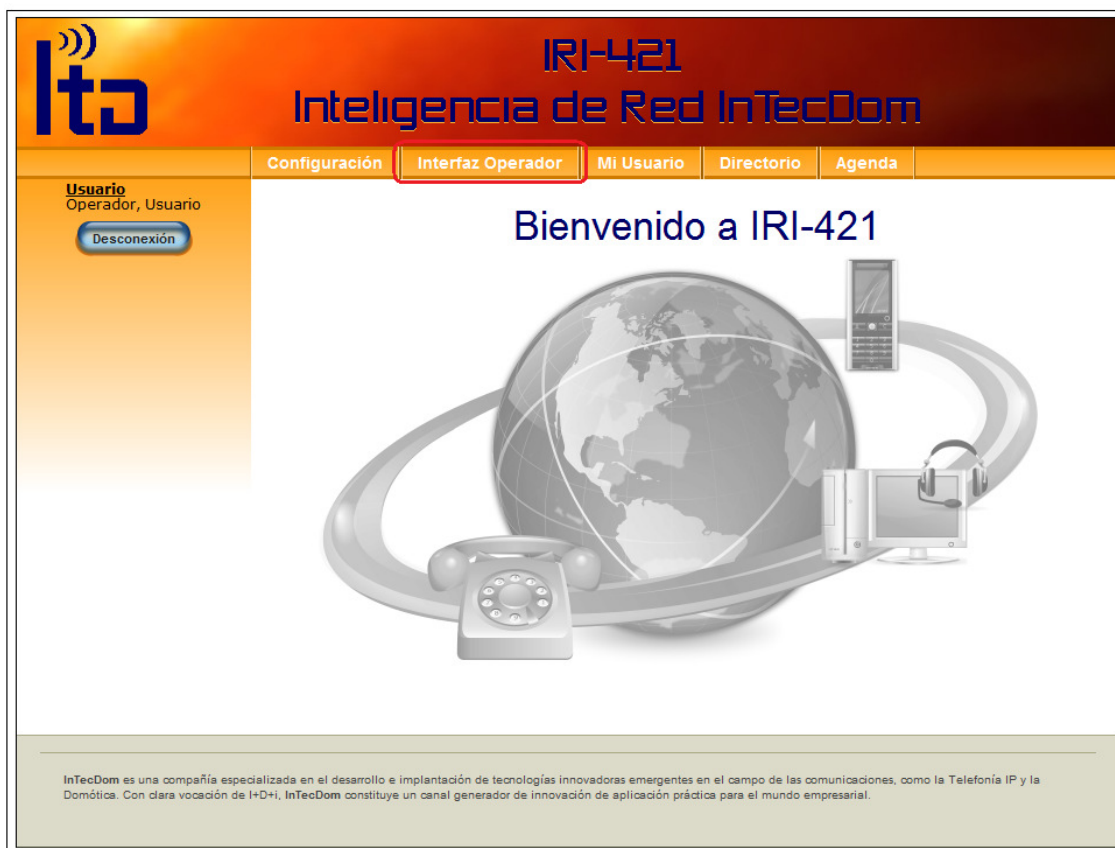 Itd
IRI-421
Inteligencia de Red InTecDom
Configuración Interfaz Operador Mi Usuario Directorio Agenda
Usuario
Operador, Usuario
Desconexión
Bienvenido a IRI-421
InTecDom es una compañía especializada en el desarrollo e implantación de tecnologías innovadoras emergentes en el campo de las comunicaciones, como la Telefonía IP y la
Domótica. Con clara vocación de I+D+i, InTecDom constituye un canal generador de innovación de aplicación práctica para el mundo empresarial.